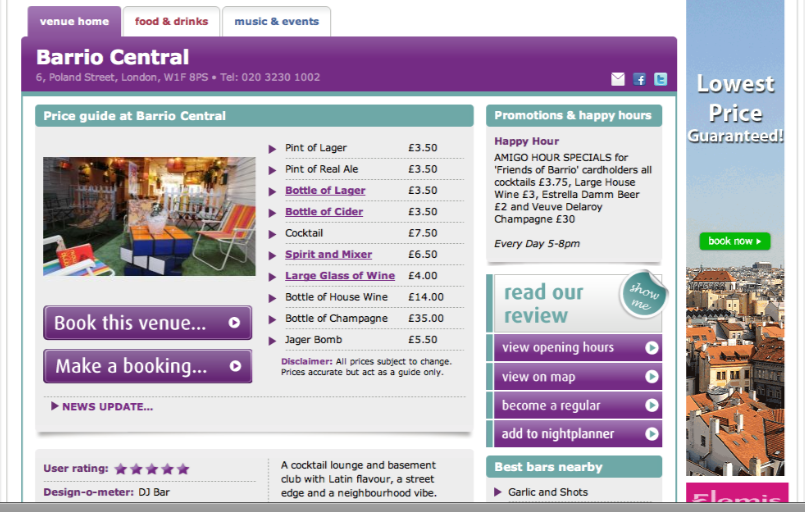 venue home
food & drinks
music & events
Barrio Central
6, Poland Street, London, W1F 8PS • Tel: 020 3230 1002
Price guide at Barrio Central
Pint of Lager £3.50
Pint of Real Ale £3.50
Bottle of Lager £3.50
Bottle of Cider £3.50
Cocktail £7.50
Spirit and Mixer £6.50
Large Glass of Wine £4.00
Bottle of House Wine £14.00
Bottle of Champagne £35.00
Jager Bomb £5.50
Disclaimer: All prices subject to change.
Prices accurate but act as a guide only.
Book this venue...
Make a booking...
NEWS UPDATE...
User rating:
Design-o-meter: DJ Bar
A cocktail lounge and basement
club with Latin flavour, a street
edge and a neighbourhood vibe.
Promotions & happy hours
Happy Hour
AMIGO HOUR SPECIALS for
'Friends of Barrio' cardholders all
cocktails £3.75, Large House
Wine £3, Estrella Damm Beer
£2 and Veuve Delaroy
Champagne £30
Every Day 5-8pm
read our
review
show
me
view opening hours
view on map
become a regular
add to nightplanner
Best bars nearby
Garlic and Shots
Lowest
Price
Guaranteed!
book now
Elemis